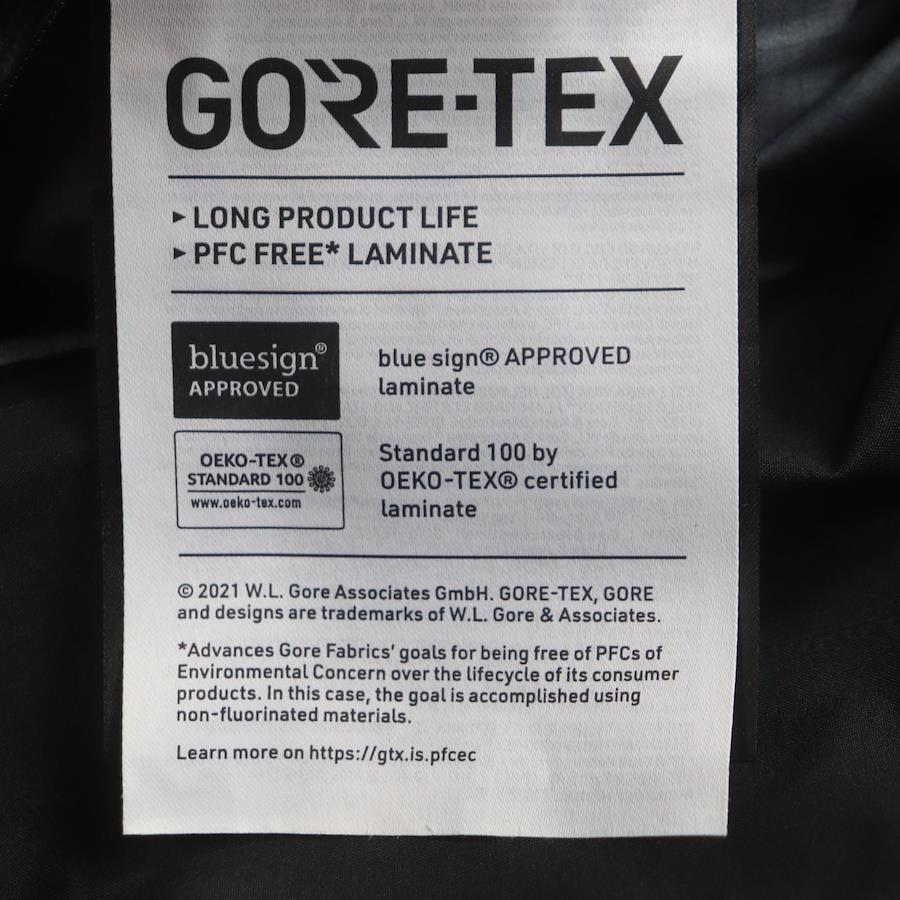 GORE-TEX
▸ LONG PRODUCT LIFE
▸ PFC FREE* LAMINATE
bluesign®
APPROVED
blue sign® APPROVED
laminate
OEKO-TEX®
STANDARD 100
www.oeko-tex.com
Standard 100 by
OEKO-TEX® certified
laminate
© 2021 W.L. Gore Associates GmbH. GORE-TEX, GORE
and designs are trademarks of W.L. Gore & Associates.
*Advances Gore Fabrics' goals for being free of PFCs of
Environmental Concern over the lifecycle of its consumer
products. In this case, the goal is accomplished using
non-fluorinated materials.
Learn more on https://gtx.is.pfcec